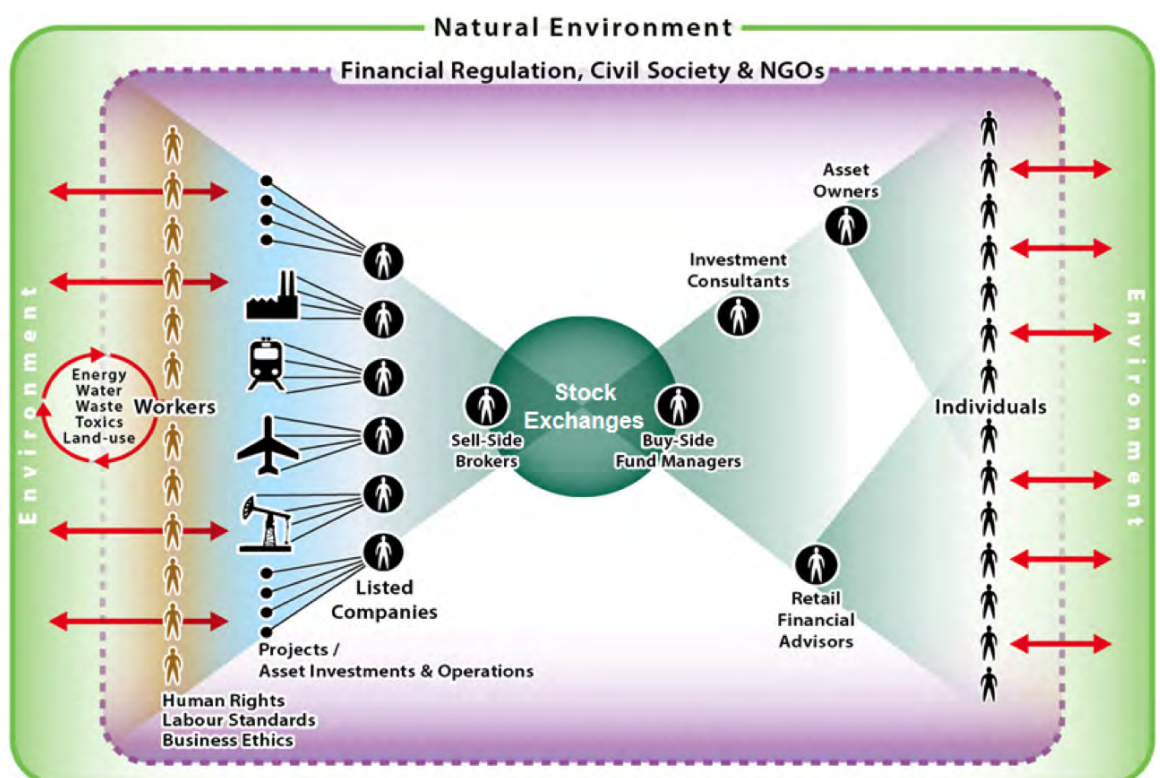 Natural Environment
Financial Regulation, Civil Society & NGOs
Environment
Energy
Water
Waste
Toxics
Land-use
Workers
Human Rights
Labour Standards
Business Ethics
Projects /
Asset Investments & Operations
Listed
Companies
Sell-Side
Brokers
Stock
Exchanges
Buy-Side
Fund Managers
Investment
Consultants
Asset
Owners
Retail
Financial
Advisors
Individuals
Environment